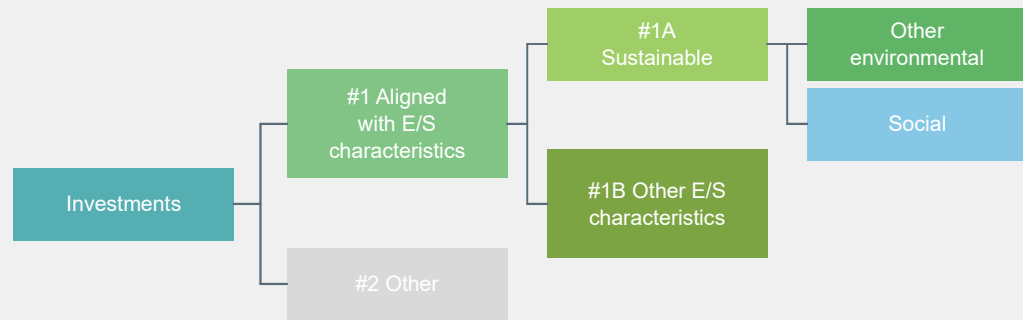 Investments
#1 Aligned
with E/S
characteristics
#2 Other
#1A
Sustainable
#1B Other E/S
characteristics
Other
environmental
Social